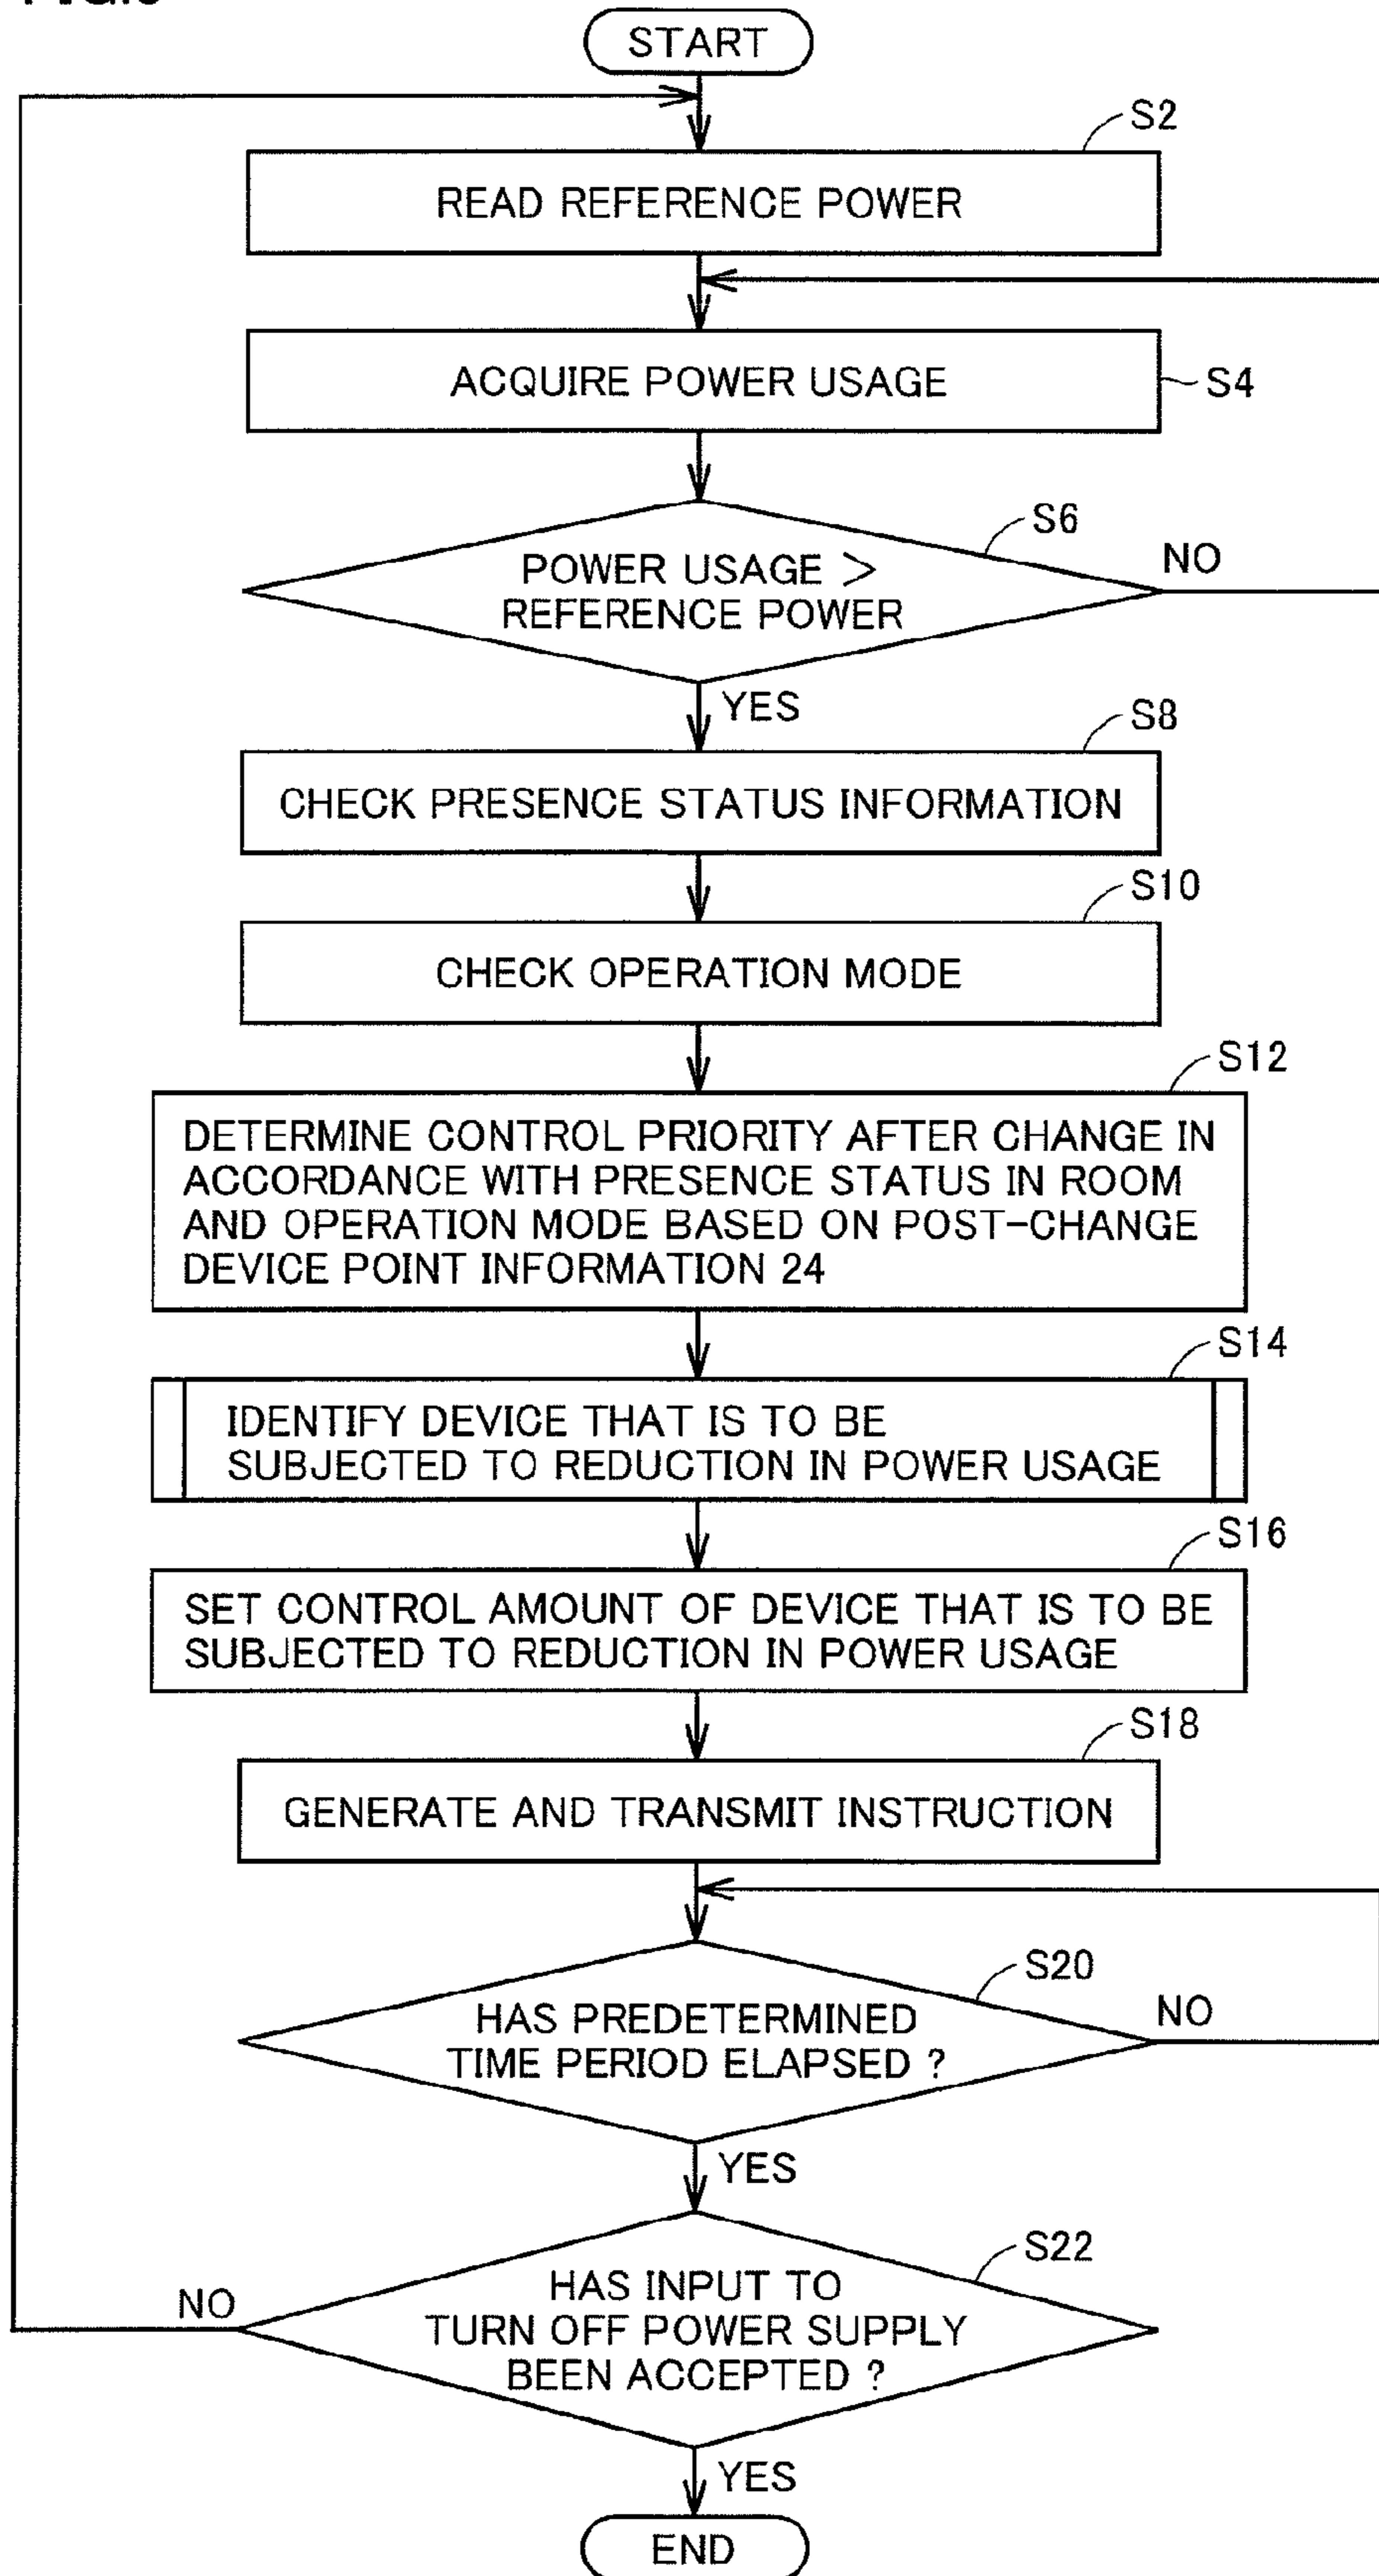 START
S2
READ REFERENCE POWER
ACQUIRE POWER USAGE
S4
S6
POWER USAGE >
REFERENCE POWER
NO
YES
S8
CHECK PRESENCE STATUS INFORMATION
S10
CHECK OPERATION MODE
S12
DETERMINE CONTROL PRIORITY AFTER CHANGE IN
ACCORDANCE WITH PRESENCE STATUS IN ROOM
AND OPERATION MODE BASED ON POST-CHANGE
DEVICE POINT INFORMATION 24
S14
IDENTIFY DEVICE THAT IS TO BE
SUBJECTED TO REDUCTION IN POWER USAGE
S16
SET CONTROL AMOUNT OF DEVICE THAT IS TO BE
SUBJECTED TO REDUCTION IN POWER USAGE
S18
GENERATE AND TRANSMIT INSTRUCTION
S20
HAS PREDETERMINED
TIME PERIOD ELAPSED ?
NO
YES
S22
HAS INPUT TO
TURN OFF POWER SUPPLY
BEEN ACCEPTED ?
NO
YES
END